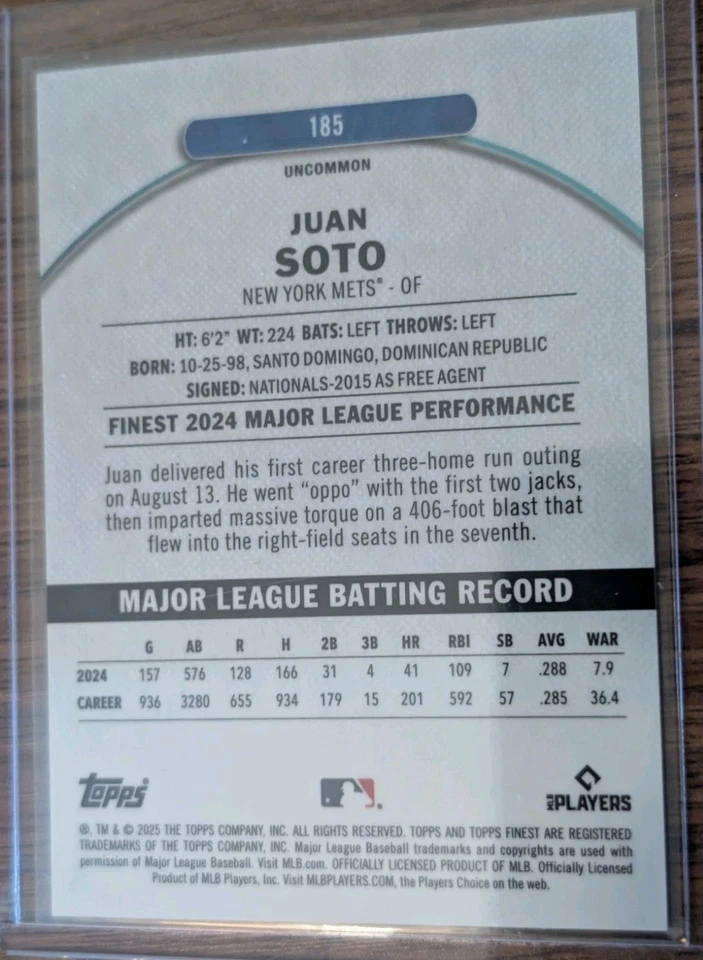 185
UNCOMMON
JUAN
SOTO
NEW YORK METS® - OF
HT: 6'2" WT: 224 BATS: LEFT THROWS: LEFT
BORN: 10-25-98, SANTO DOMINGO, DOMINICAN REPUBLIC
SIGNED: NATIONALS-2015 AS FREE AGENT
FINEST 2024 MAJOR LEAGUE PERFORMANCE
Juan delivered his first career three-home run outing
on August 13. He went "oppo" with the first two jacks,
then imparted massive torque on a 406-foot blast that
flew into the right-field seats in the seventh.
MAJOR LEAGUE BATTING RECORD
G AB R H 2B 3B HR RBI SB AVG WAR
2024 157 576 128 166 31 4 41 109 7 .288 7.9
CAREER 936 3280 655 934 179 15 201 592 57 .285 36.4
Topps
MLB PLAYERS
®, TM & © 2025 THE TOPPS COMPANY, INC. ALL RIGHTS RESERVED. TOPPS AND TOPPS FINEST ARE REGISTERED
TRADEMARKS OF THE TOPPS COMPANY, INC. Major League Baseball trademarks and copyrights are used with
permission of Major League Baseball. Visit MLB.com. OFFICIALLY LICENSED PRODUCT OF MLB. Officially Licensed
Product of MLB Players, Inc. Visit MLBPLAYERS.COM, the Players Choice on the web.